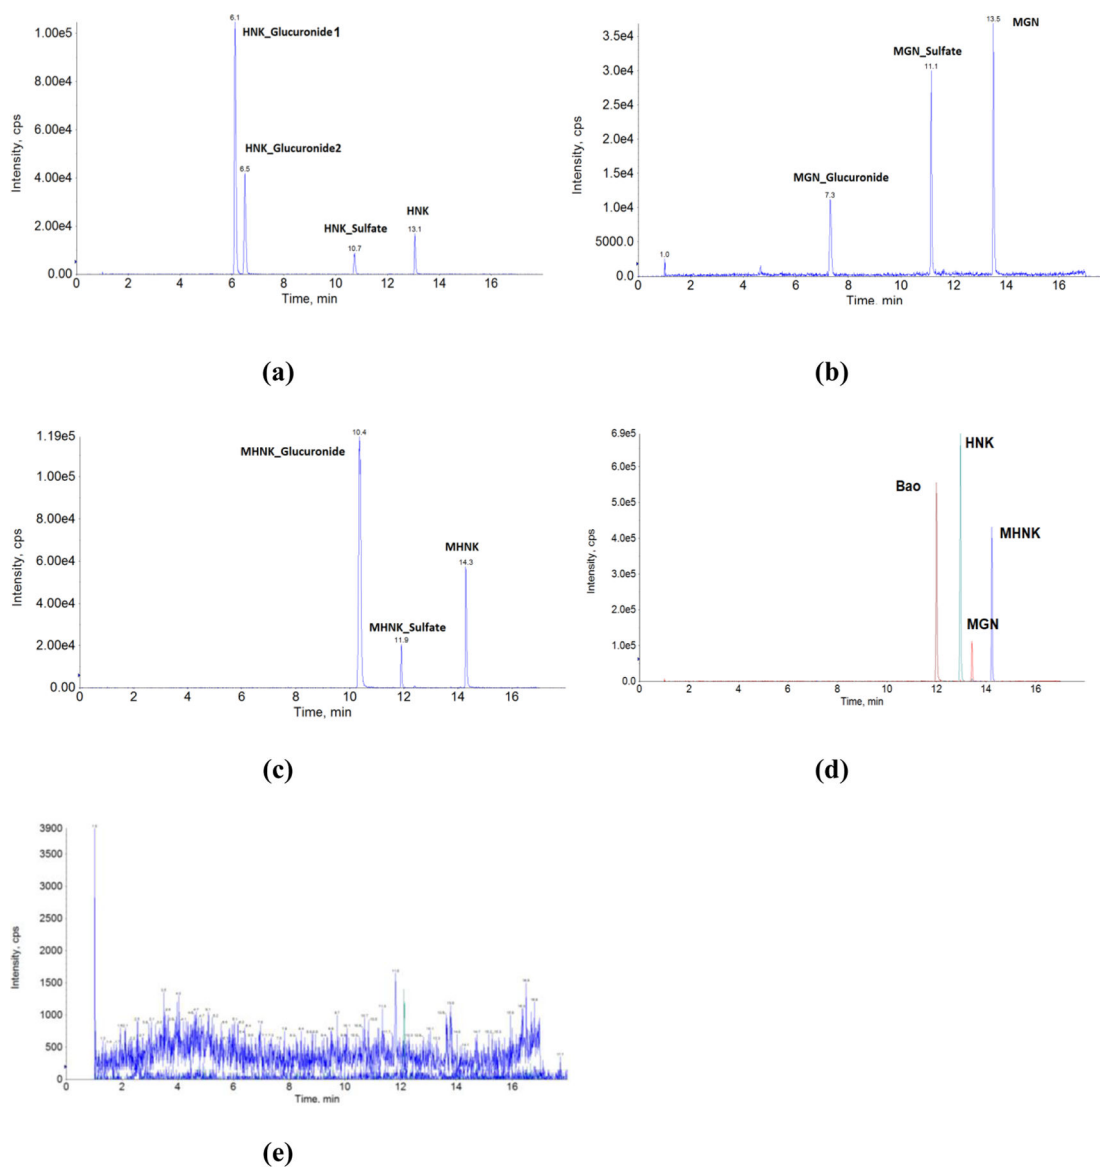 6.1
1.00e5
HNK_Glucuronide1
8.00e4
6.00e4
HNK_Glucuronide2
6.5
4.00e4
HNK_Sulfate
HNK
2.00e4
13.1
10.7
0.00
0 2 4 6 8 10 12 14 16
Time, min
Intensity, cps
(a)
13.5
MGN
3.5e4
MGN_Sulfate
3.0e4
11.1
2.5e4
2.0e4
1.5e4
MGN_Glucuronide
7.3
1.0e4
5000.0
1.0
0.0
0 2 4 6 8 10 12 14 16
Time, min
Intensity, cps
(b)
1.19e5
10.4
MHNK_Glucuronide
1.00e5
8.00e4
MHNK
6.00e4
14.3
4.00e4
MHNK_Sulfate
2.00e4
11.9
0.00
0 2 4 6 8 10 12 14 16
Time, min
Intensity, cps
(c)
6.9e5
HNK
6.0e5
Bao
5.0e5
MHNK
4.0e5
3.0e5
2.0e5
MGN
1.0e5
0.0
0 2 4 6 8 10 12 14 16
Time, min
Intensity, cps
(d)
3900
3500
3000
2500
2000
1500
1000
500
0
0 2 4 6 8 10 12 14 16
Time, min
Intensity, cps
(e)